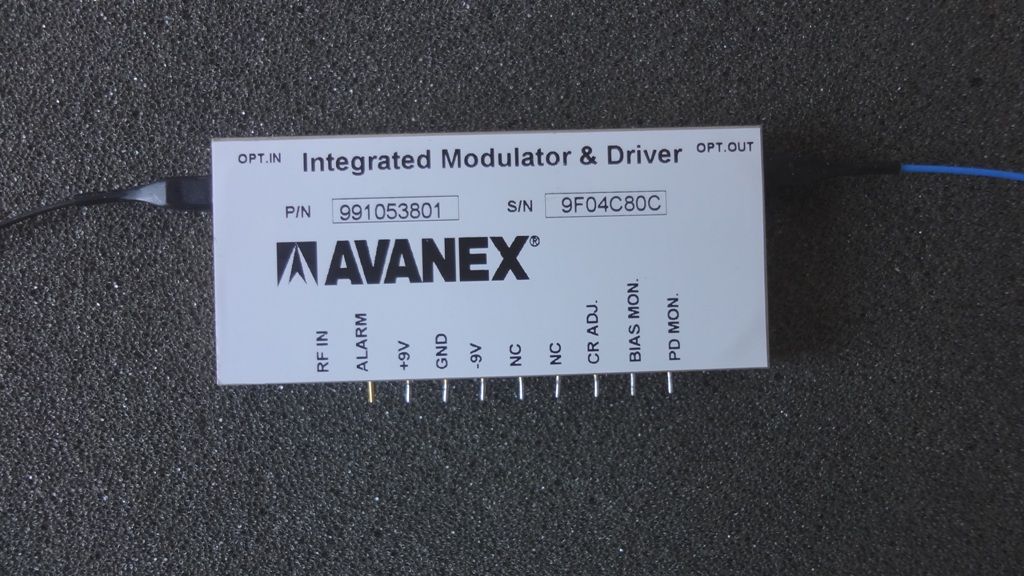 OPT.IN Integrated Modulator & Driver OPT.OUT
P/N 991053801 S/N 9F04C80C
AVANEX®
RF IN
ALARM
+9V
GND
-9V
NC
NC
CR ADJ.
BIAS MON.
PD MON.